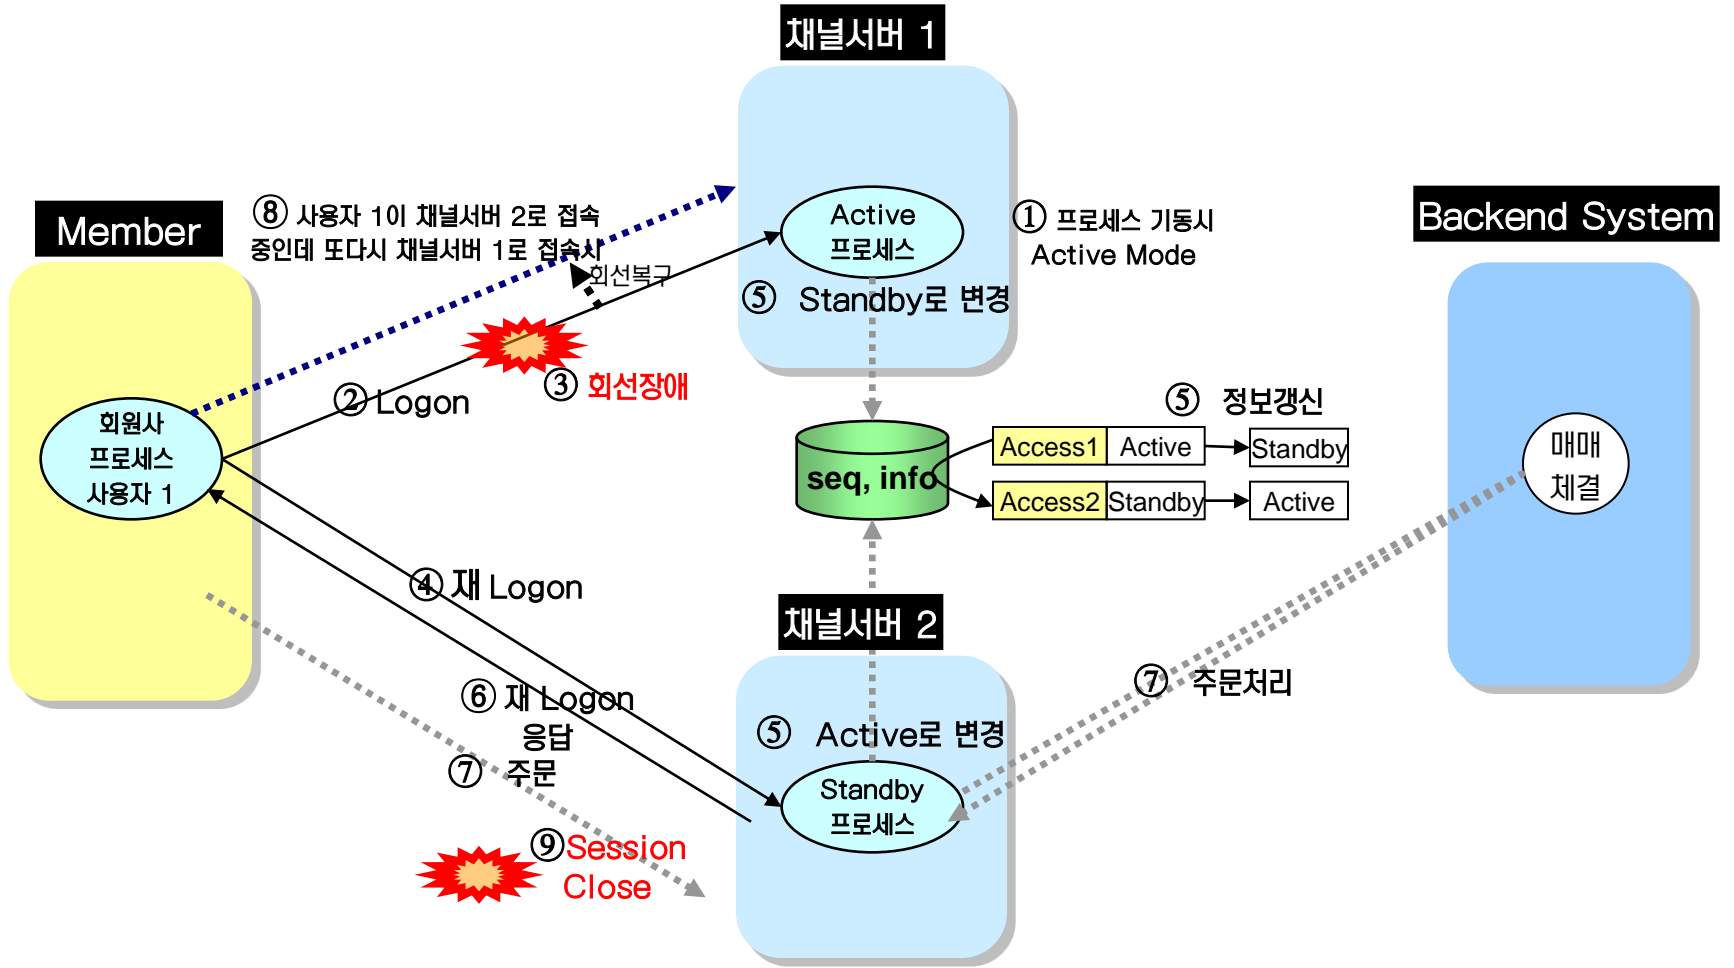 채널서버 1
Member
⑧ 사용자 1이 채널서버 2로 접속
중인데 또다시 채널서버 1로 접속시
회선복구
Active
프로세스
① 프로세스 기동시
Active Mode
Backend System
⑤ Standby로 변경
③ 회선장애
② Logon
회원사
프로세스
사용자 1
⑤ 정보갱신
seq, info
Access1 Active Standby
Access2 Standby Active
매매
체결
④ 재 Logon
채널서버 2
⑥ 재 Logon
응답
⑦ 주문
⑦ 주문처리
⑤ Active로 변경
Standby
프로세스
⑨ Session
Close